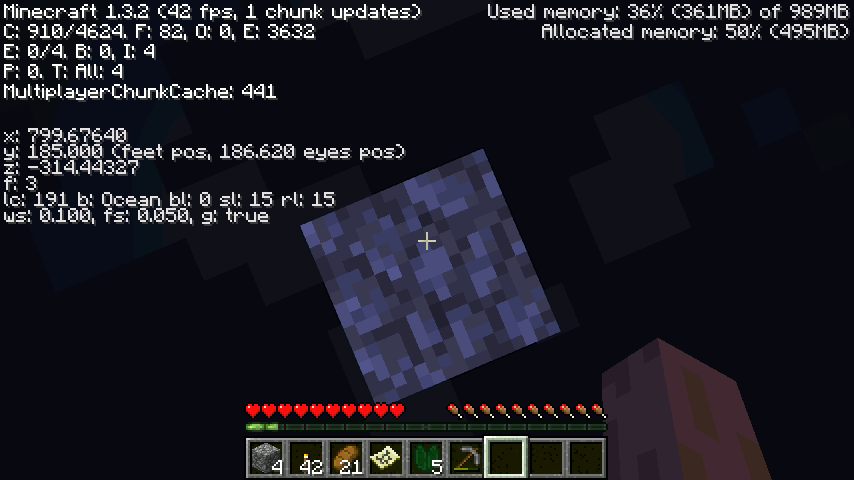 Minecraft 1.3.2 (42 fps, 1 chunk updates)
C: 910/4624. F: 82, O: 0, E: 3632
E: 0/4. B: 0, I: 4
P: 0. T: All: 4
MultiplayerChunkCache: 441
x: 799.67640
y: 185.000 (feet pos, 186.620 eyes pos)
z: -314.44327
f: 3
lc: 191 b: Ocean bl: 0 sl: 15 rl: 15
ws: 0.100, fs: 0.050, g: true
Used memory: 36% (361MB) of 989MB
Allocated memory: 50% (495MB)
4
42
21
5